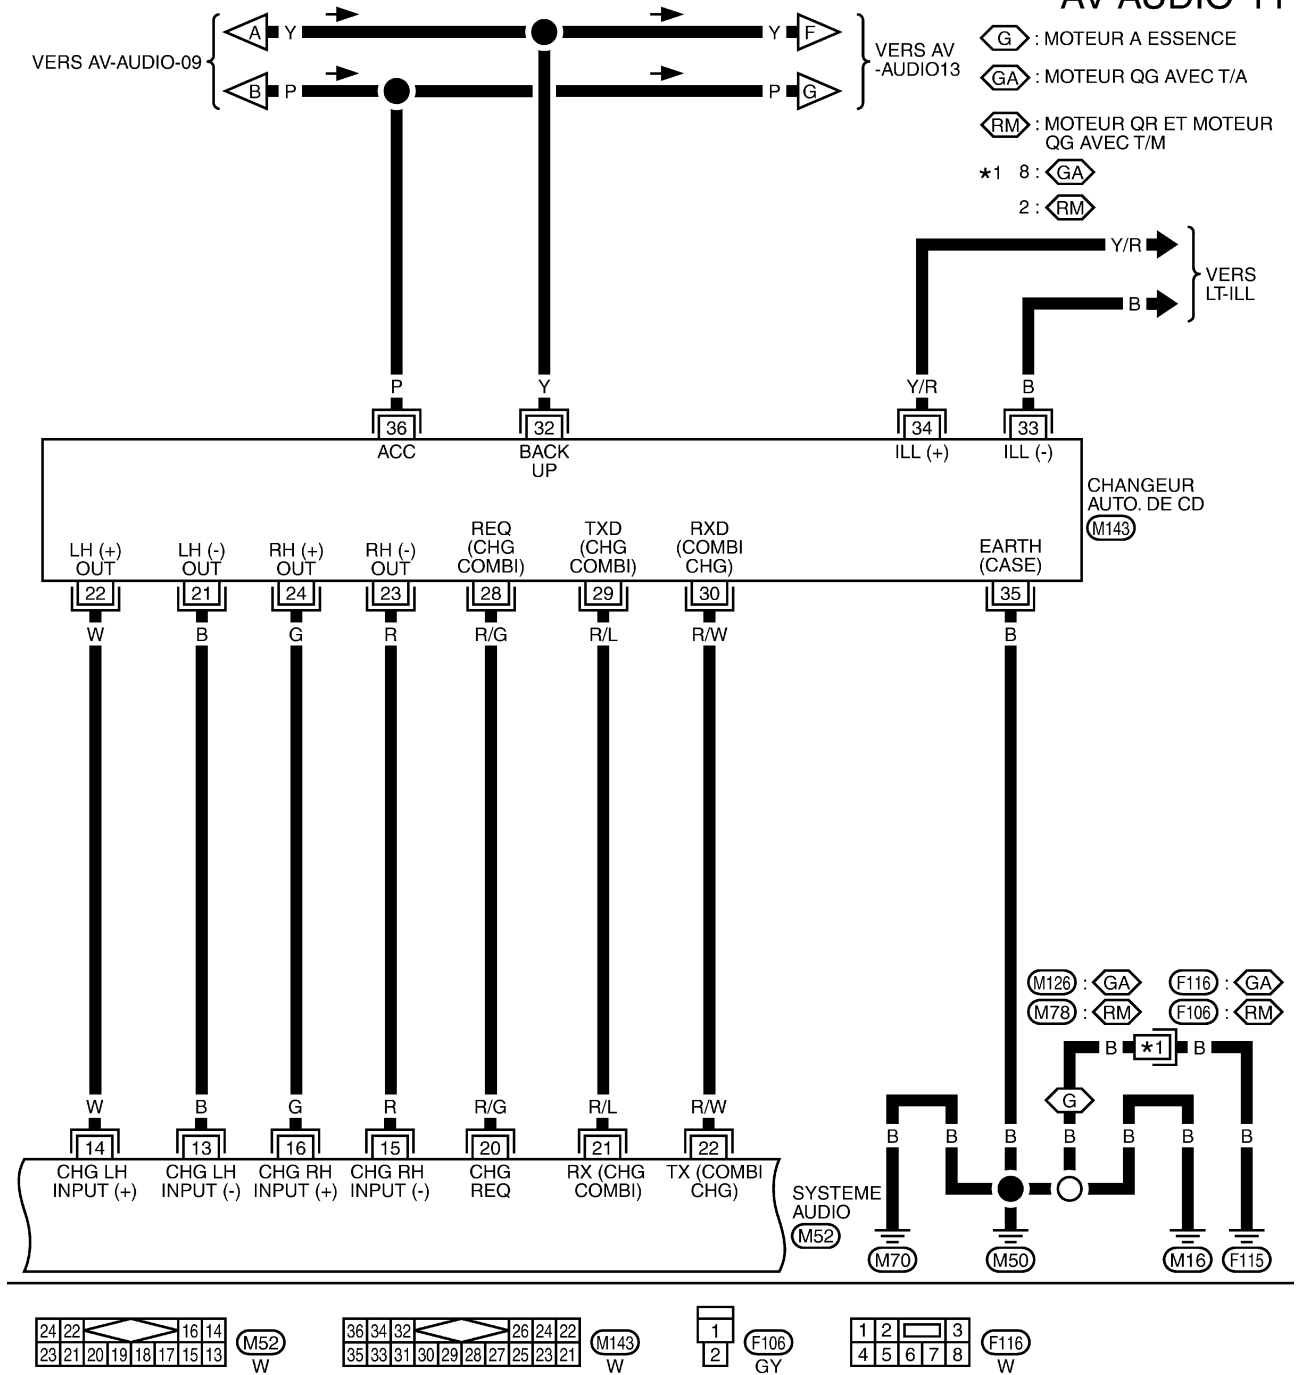 AV-AUDIO-11
A Y Y F
VERS AV-AUDIO-09
B P P G
VERS AV
-AUDIO13
G : MOTEUR A ESSENCE
GA : MOTEUR QG AVEC T/A
RM : MOTEUR QR ET MOTEUR
QG AVEC T/M
*1 8 : GA
2 : RM
Y/R
B
VERS
LT-ILL
P Y Y/R B
36 32 34 33
ACC BACK UP ILL (+) ILL (-)
CHANGEUR
AUTO. DE CD
M143
LH (+)
OUT
LH (-)
OUT
RH (+)
OUT
RH (-)
OUT
REQ
(CHG
COMBI)
TXD
(CHG
COMBI)
RXD
(COMBI
CHG)
EARTH
(CASE)
22 21 24 23 28 29 30 35
W B G R R/G R/L R/W B
M126 : GA F116 : GA
M78 : RM F106 : RM
B *1 B
G
W B G R R/G R/L R/W
B B B B B B B
14 13 16 15 20 21 22
CHG LH
INPUT (+)
CHG LH
INPUT (-)
CHG RH
INPUT (+)
CHG RH
INPUT (-)
CHG
REQ
RX (CHG
COMBI)
TX (COMBI
CHG)
SYSTEME
AUDIO
M52
M70 M50 M16 F115
24 22 16 14
23 21 20 19 18 17 15 13
M52
W
36 34 32 26 24 22
35 33 31 30 29 28 27 25 23 21
M143
W
1
2
F106
GY
1 2 3
4 5 6 7 8
F116
W